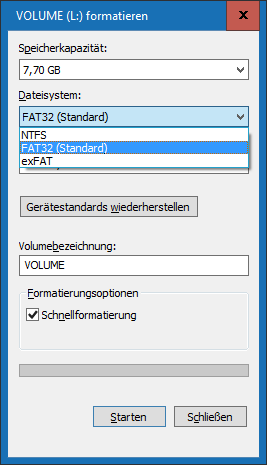 VOLUME (L:) formatieren
Speicherkapazität:
7,70 GB
Dateisystem:
FAT32 (Standard)
NTFS
FAT32 (Standard)
exFAT
Gerätestandards wiederherstellen
Volumebezeichnung:
VOLUME
Formatierungsoptionen
Schnellformatierung
Starten Schließen